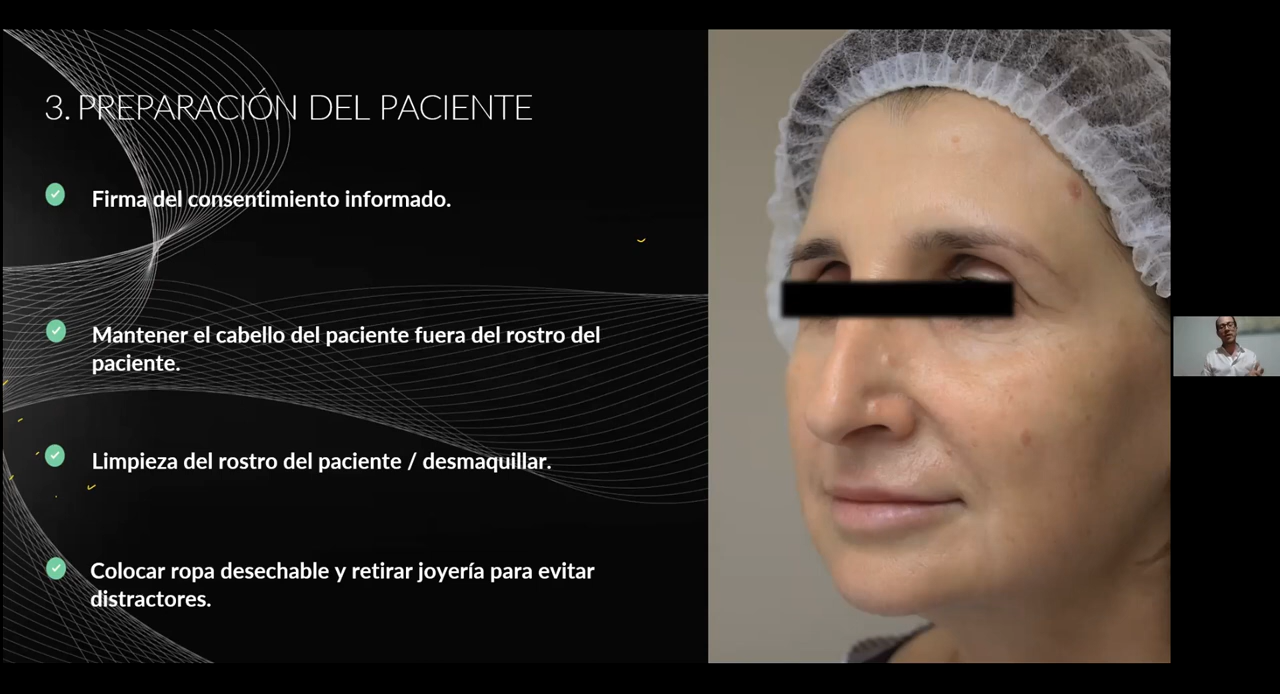 3. PREPARACIÓN DEL PACIENTE
Firma del consentimiento informado.
Mantener el cabello del paciente fuera del rostro del
paciente.
Limpieza del rostro del paciente / desmaquillar.
Colocar ropa desechable y retirar joyería para evitar
distractores.